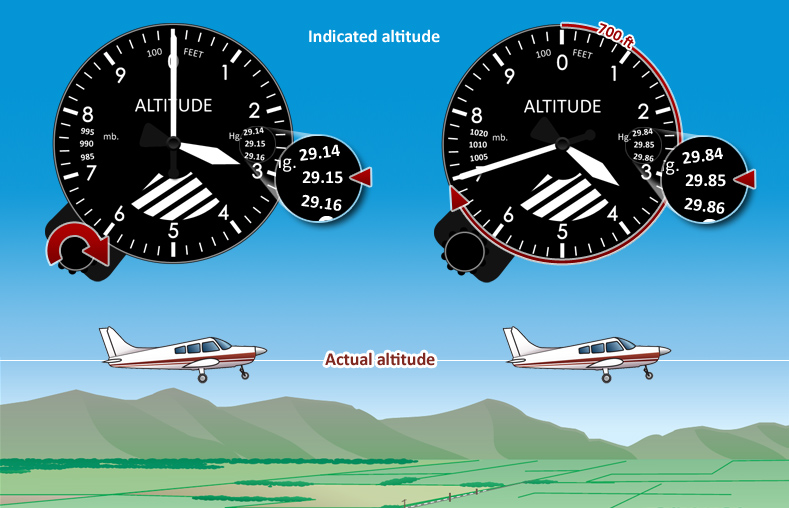 Indicated altitude
100 FEET
0
1
2
3
4
5
6
7
8
9
ALTITUDE
995
990
985
mb.
Hg.
29.14
29.15
29.16
g.
29.14
29.15
29.16
700 ft
100 FEET
0
1
2
3
4
5
6
7
8
9
ALTITUDE
1020
1010
1005
mb.
Hg.
29.84
29.85
29.86
g.
29.84
29.85
29.86
Actual altitude